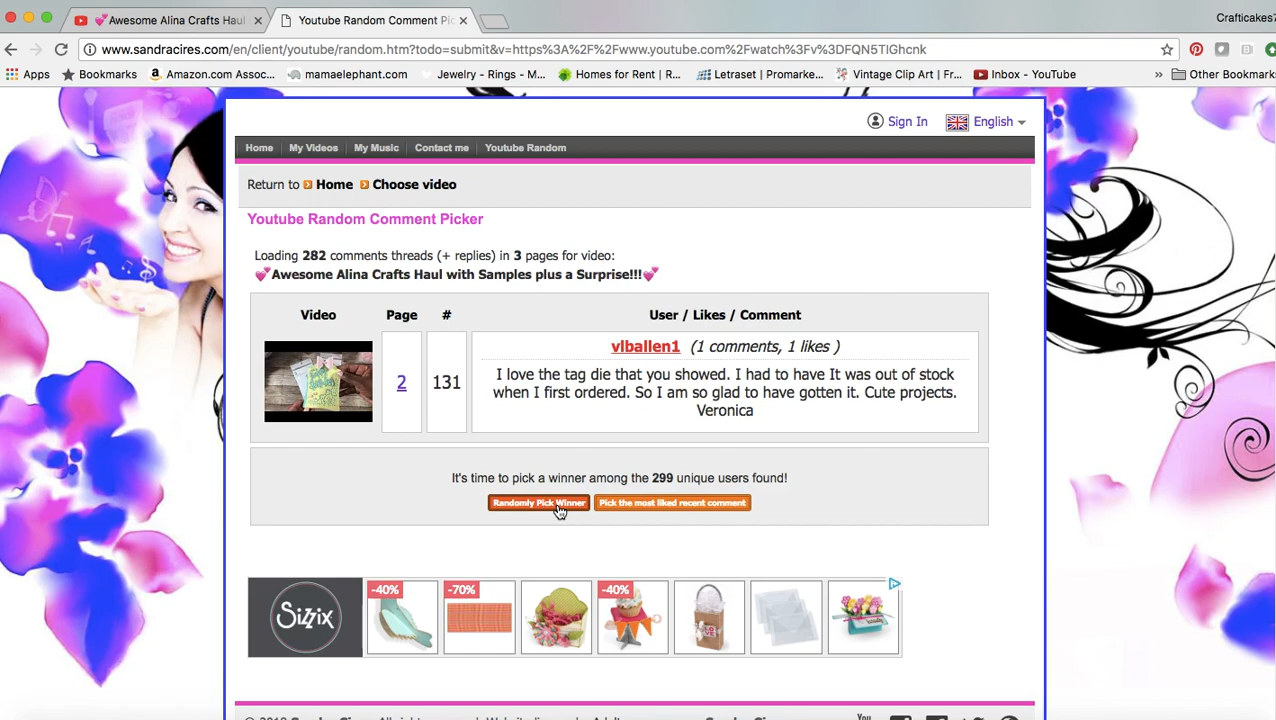 💕Awesome Alina Crafts Haul
Youtube Random Comment Pic
Crafticakes7
www.sandracires.com/en/client/youtube/random.htm?todo=submit&v=https%3A%2F%2Fwww.youtube.com%2Fwatch%3Fv%3DFQN5TlGhcnk
Apps Bookmarks Amazon.com Assoc... mamaelephant.com Jewelry - Rings - M... Homes for Rent | R... Letraset | Promarke... Vintage Clip Art | Fr... Inbox - YouTube » Other Bookmark
Sign In English
Home My Videos My Music Contact me Youtube Random
Return to Home Choose video
Youtube Random Comment Picker
Loading 282 comments threads (+ replies) in 3 pages for video:
💕Awesome Alina Crafts Haul with Samples plus a Surprise!!!💕
Video Page # User / Likes / Comment
vlballen1 (1 comments, 1 likes )
2 131
I love the tag die that you showed. I had to have It was out of stock
when I first ordered. So I am so glad to have gotten it. Cute projects.
Veronica
It's time to pick a winner among the 299 unique users found!
Randomly Pick Winner Pick the most liked recent comment
Sizzix
-40% -70% -40%
You